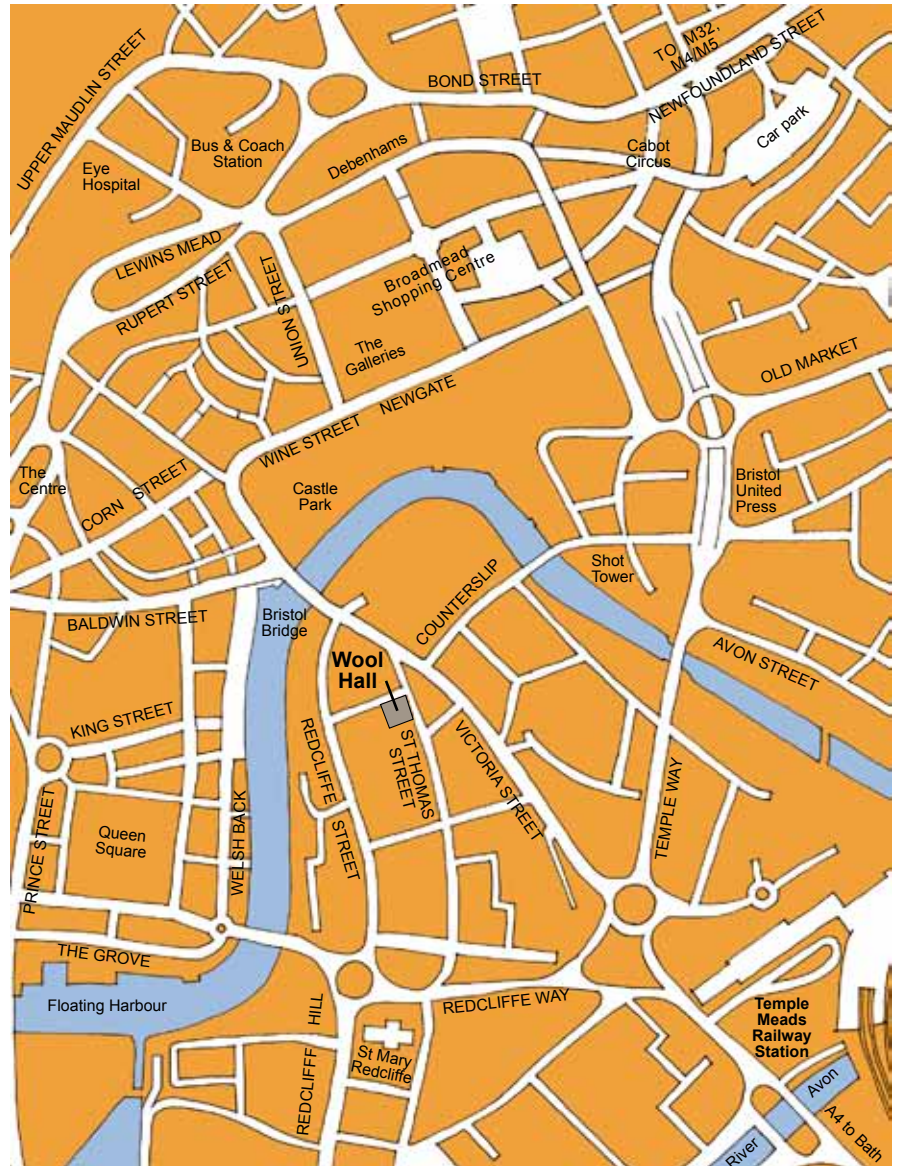 UPPER MAUDLIN STREET
BOND STREET
TO M32,
M4/M5
NEWFOUNDLAND STREET
Car park
Bus & Coach
Station
Debenhams
Cabot
Circus
Eye
Hospital
LEWINS MEAD
RUPERT STREET
UNION STREET
Broadmead
Shopping Centre
The
Galleries
OLD MARKET
WINE STREET
NEWGATE
The
Centre
CORN STREET
Castle
Park
Bristol
United
Press
Shot
Tower
COUNTERSLIP
BALDWIN STREET
Bristol
Bridge
AVON STREET
Wool
Hall
KING STREET
REDCLIFFE STREET
ST THOMAS
STREET
VICTORIA STREET
TEMPLE WAY
PRINCE STREET
Queen
Square
WELSH BACK
THE GROVE
Floating Harbour
REDCLIFFE WAY
REDCLIFF HILL
St Mary
Redcliffe
Temple
Meads
Railway
Station
Avon
River
A4 to Bath